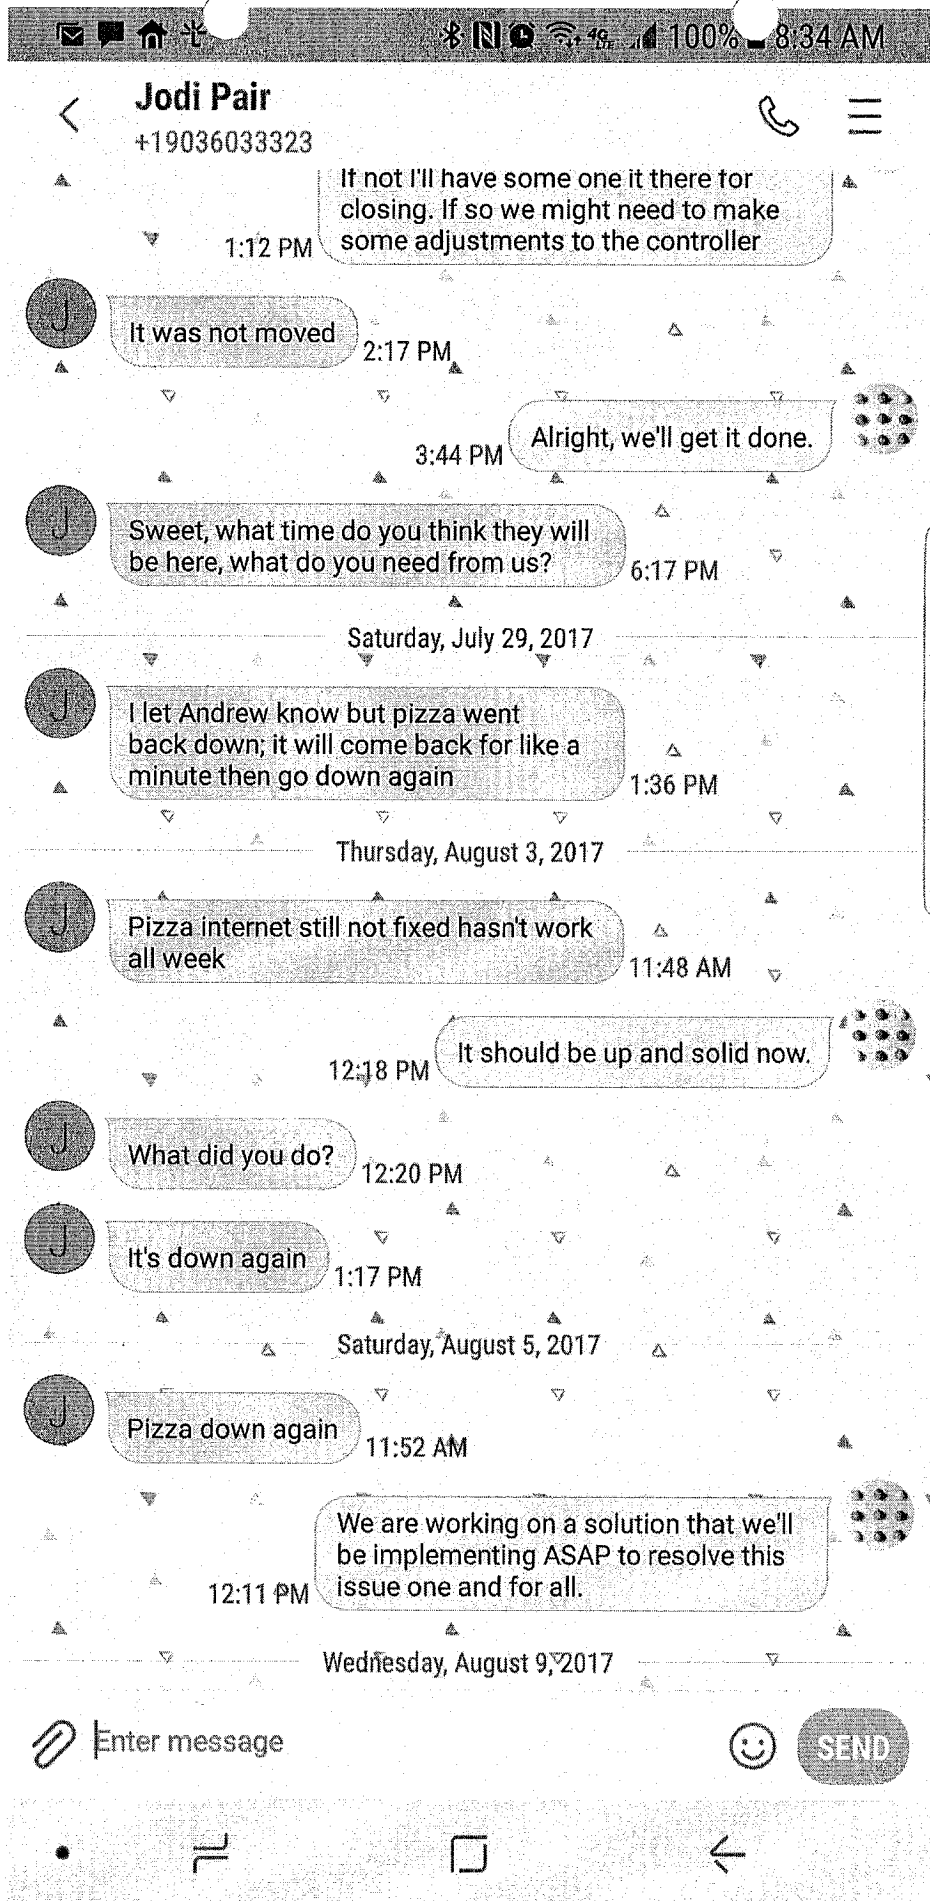 100% 8:34 AM
Jodi Pair
+19036033323
If not I'll have some one it there for
closing. If so we might need to make
some adjustments to the controller
1:12 PM
J
It was not moved
2:17 PM
Alright, we'll get it done.
3:44 PM
J
Sweet, what time do you think they will
be here, what do you need from us?
6:17 PM
Saturday, July 29, 2017
J
I let Andrew know but pizza went
back down; it will come back for like a
minute then go down again
1:36 PM
Thursday, August 3, 2017
J
Pizza internet still not fixed hasn't work
all week
11:48 AM
It should be up and solid now.
12:18 PM
J
What did you do?
12:20 PM
J
It's down again
1:17 PM
Saturday, August 5, 2017
J
Pizza down again
11:52 AM
We are working on a solution that we'll
be implementing ASAP to resolve this
issue one and for all.
12:11 PM
Wednesday, August 9, 2017
Enter message
SEND